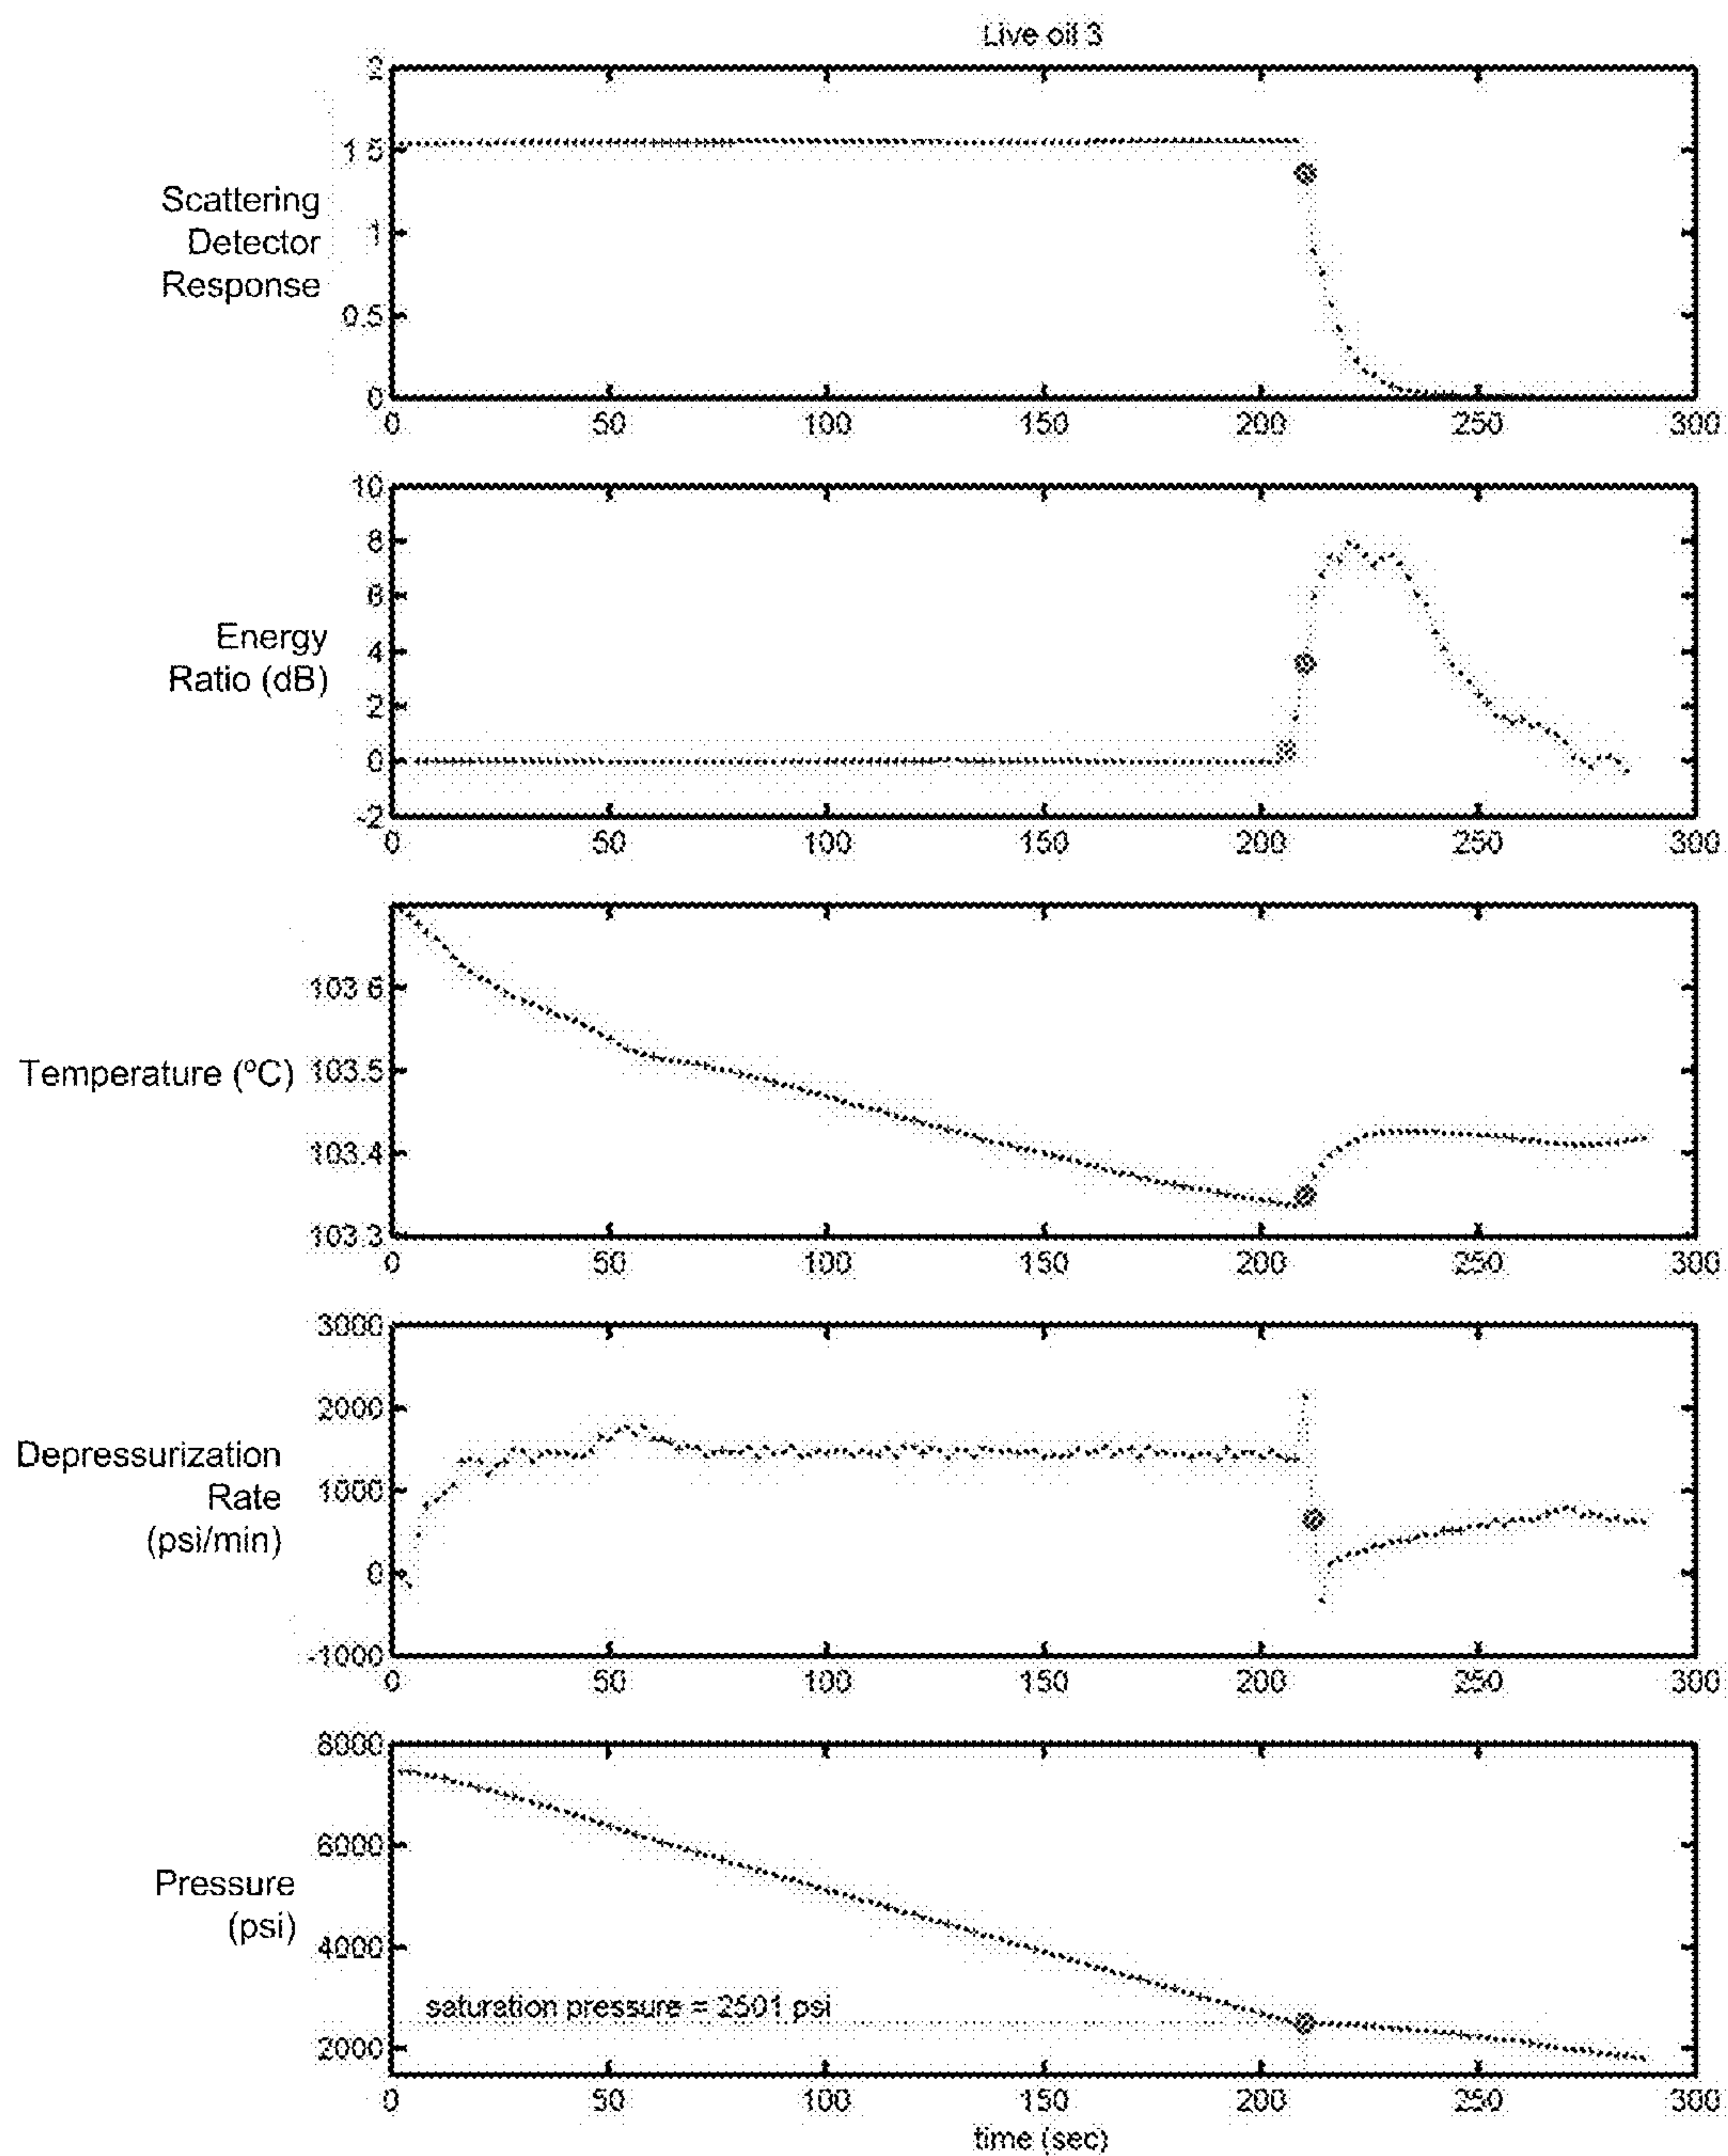 Live oil 3
Scattering
Detector
Response
2
1.5
1
0.5
0
0 50 100 150 200 250 300
Energy
Ratio (dB)
10
8
6
4
2
0
-2
0 50 100 150 200 250 300
Temperature (ºC)
103.6
103.5
103.4
103.3
0 50 100 150 200 250 300
Depressurization
Rate
(psi/min)
3000
2000
1000
0
-1000
0 50 100 150 200 250 300
Pressure
(psi)
8000
6000
4000
2000
saturation pressure = 2501 psi
0 50 100 150 200 250 300
time (sec)